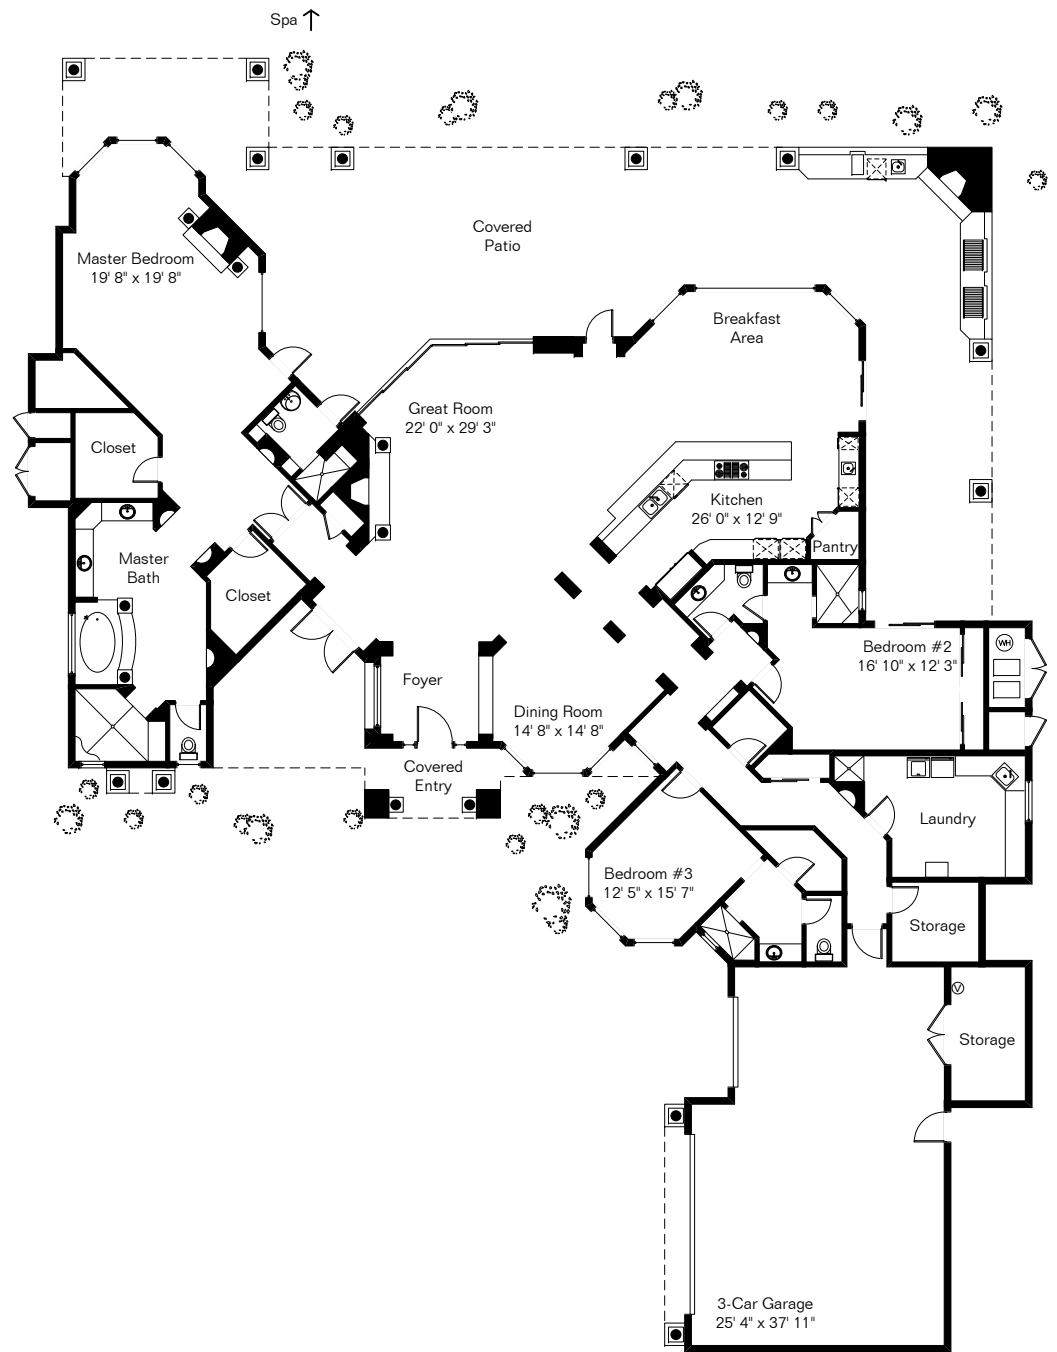 Spa
Covered
Patio
Master Bedroom
19' 8" x 19' 8"
Breakfast
Area
Great Room
22' 0" x 29' 3"
Closet
Kitchen
26' 0" x 12' 9"
Pantry
Master
Bath
Closet
Bedroom #2
16' 10" x 12' 3"
WH
Foyer
Dining Room
14' 8" x 14' 8"
Covered
Entry
Laundry
Bedroom #3
12' 5" x 15' 7"
Storage
V
Storage
3-Car Garage
25' 4" x 37' 11"